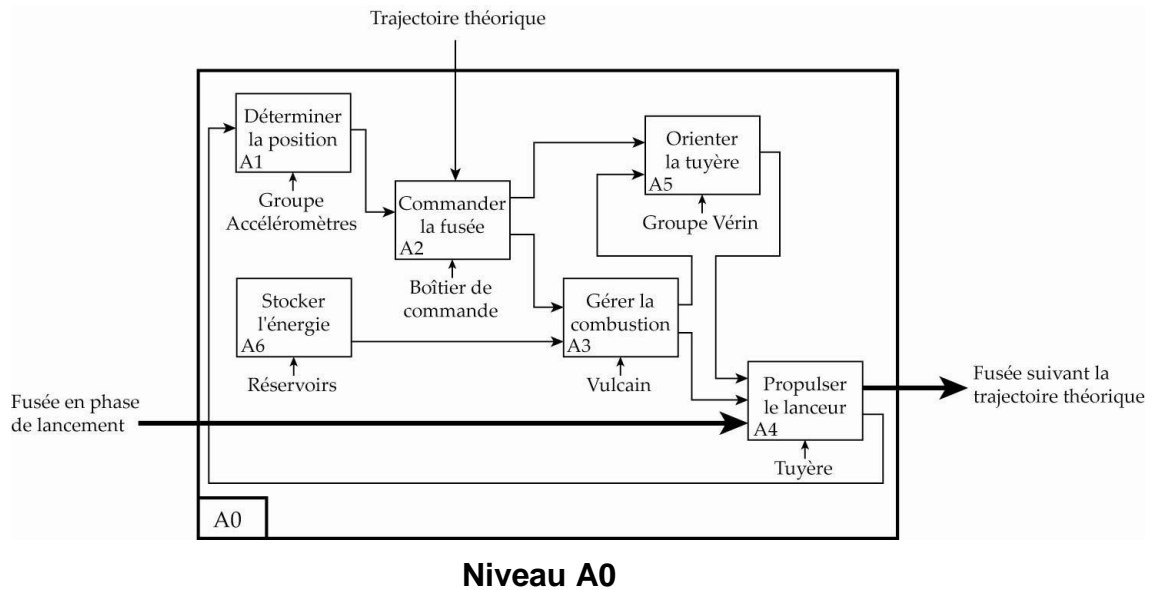 Trajectoire théorique
Déterminer
la position
A1
Groupe
Accéléromètres
Commander
la fusée
A2
Boîtier de
commande
Orienter
la tuyère
A5
Groupe Vérin
Stocker
l'énergie
A6
Réservoirs
Gérer la
combustion
A3
Vulcain
Propulser
le lanceur
A4
Tuyère
Fusée en phase
de lancement
Fusée suivant la
trajectoire théorique
A0
Niveau A0